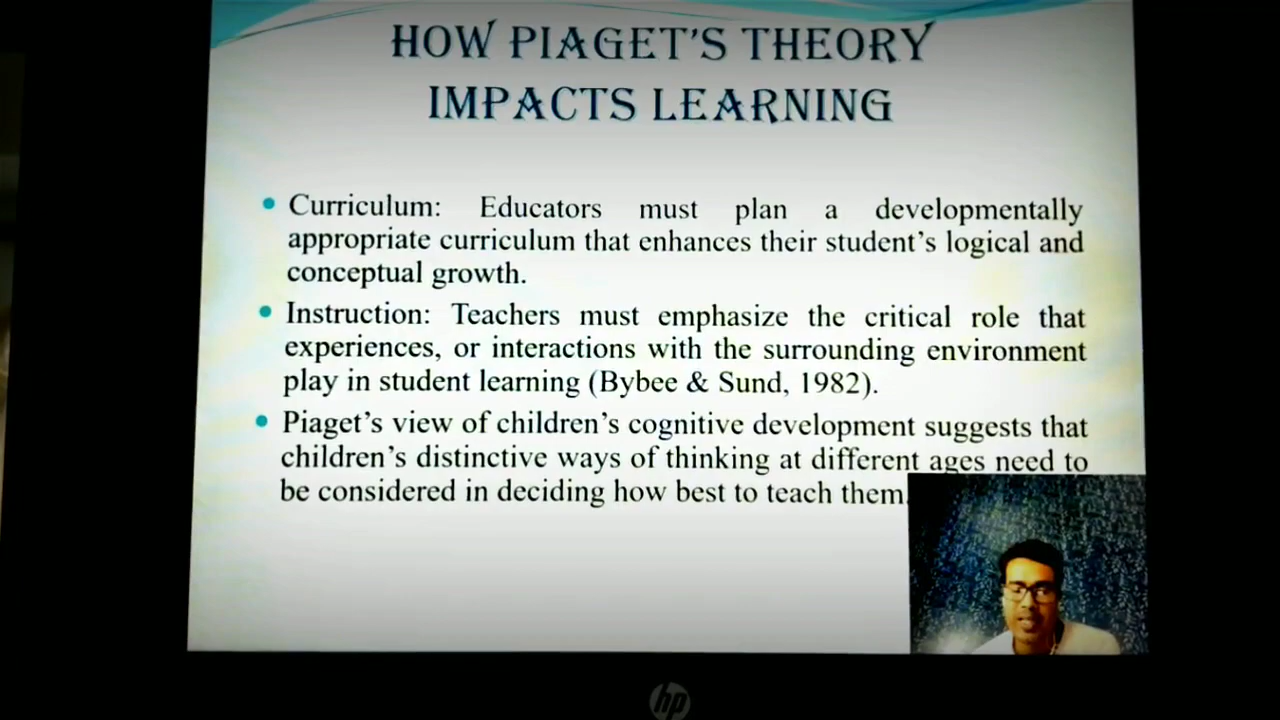 HOW PIAGET'S THEORY
IMPACTS LEARNING
Curriculum: Educators must plan a developmentally
appropriate curriculum that enhances their student's logical and
conceptual growth.
Instruction: Teachers must emphasize the critical role that
experiences, or interactions with the surrounding environment
play in student learning (Bybee & Sund, 1982).
Piaget's view of children's cognitive development suggests that
children's distinctive ways of thinking at different ages need to
be considered in deciding how best to teach them.
hp